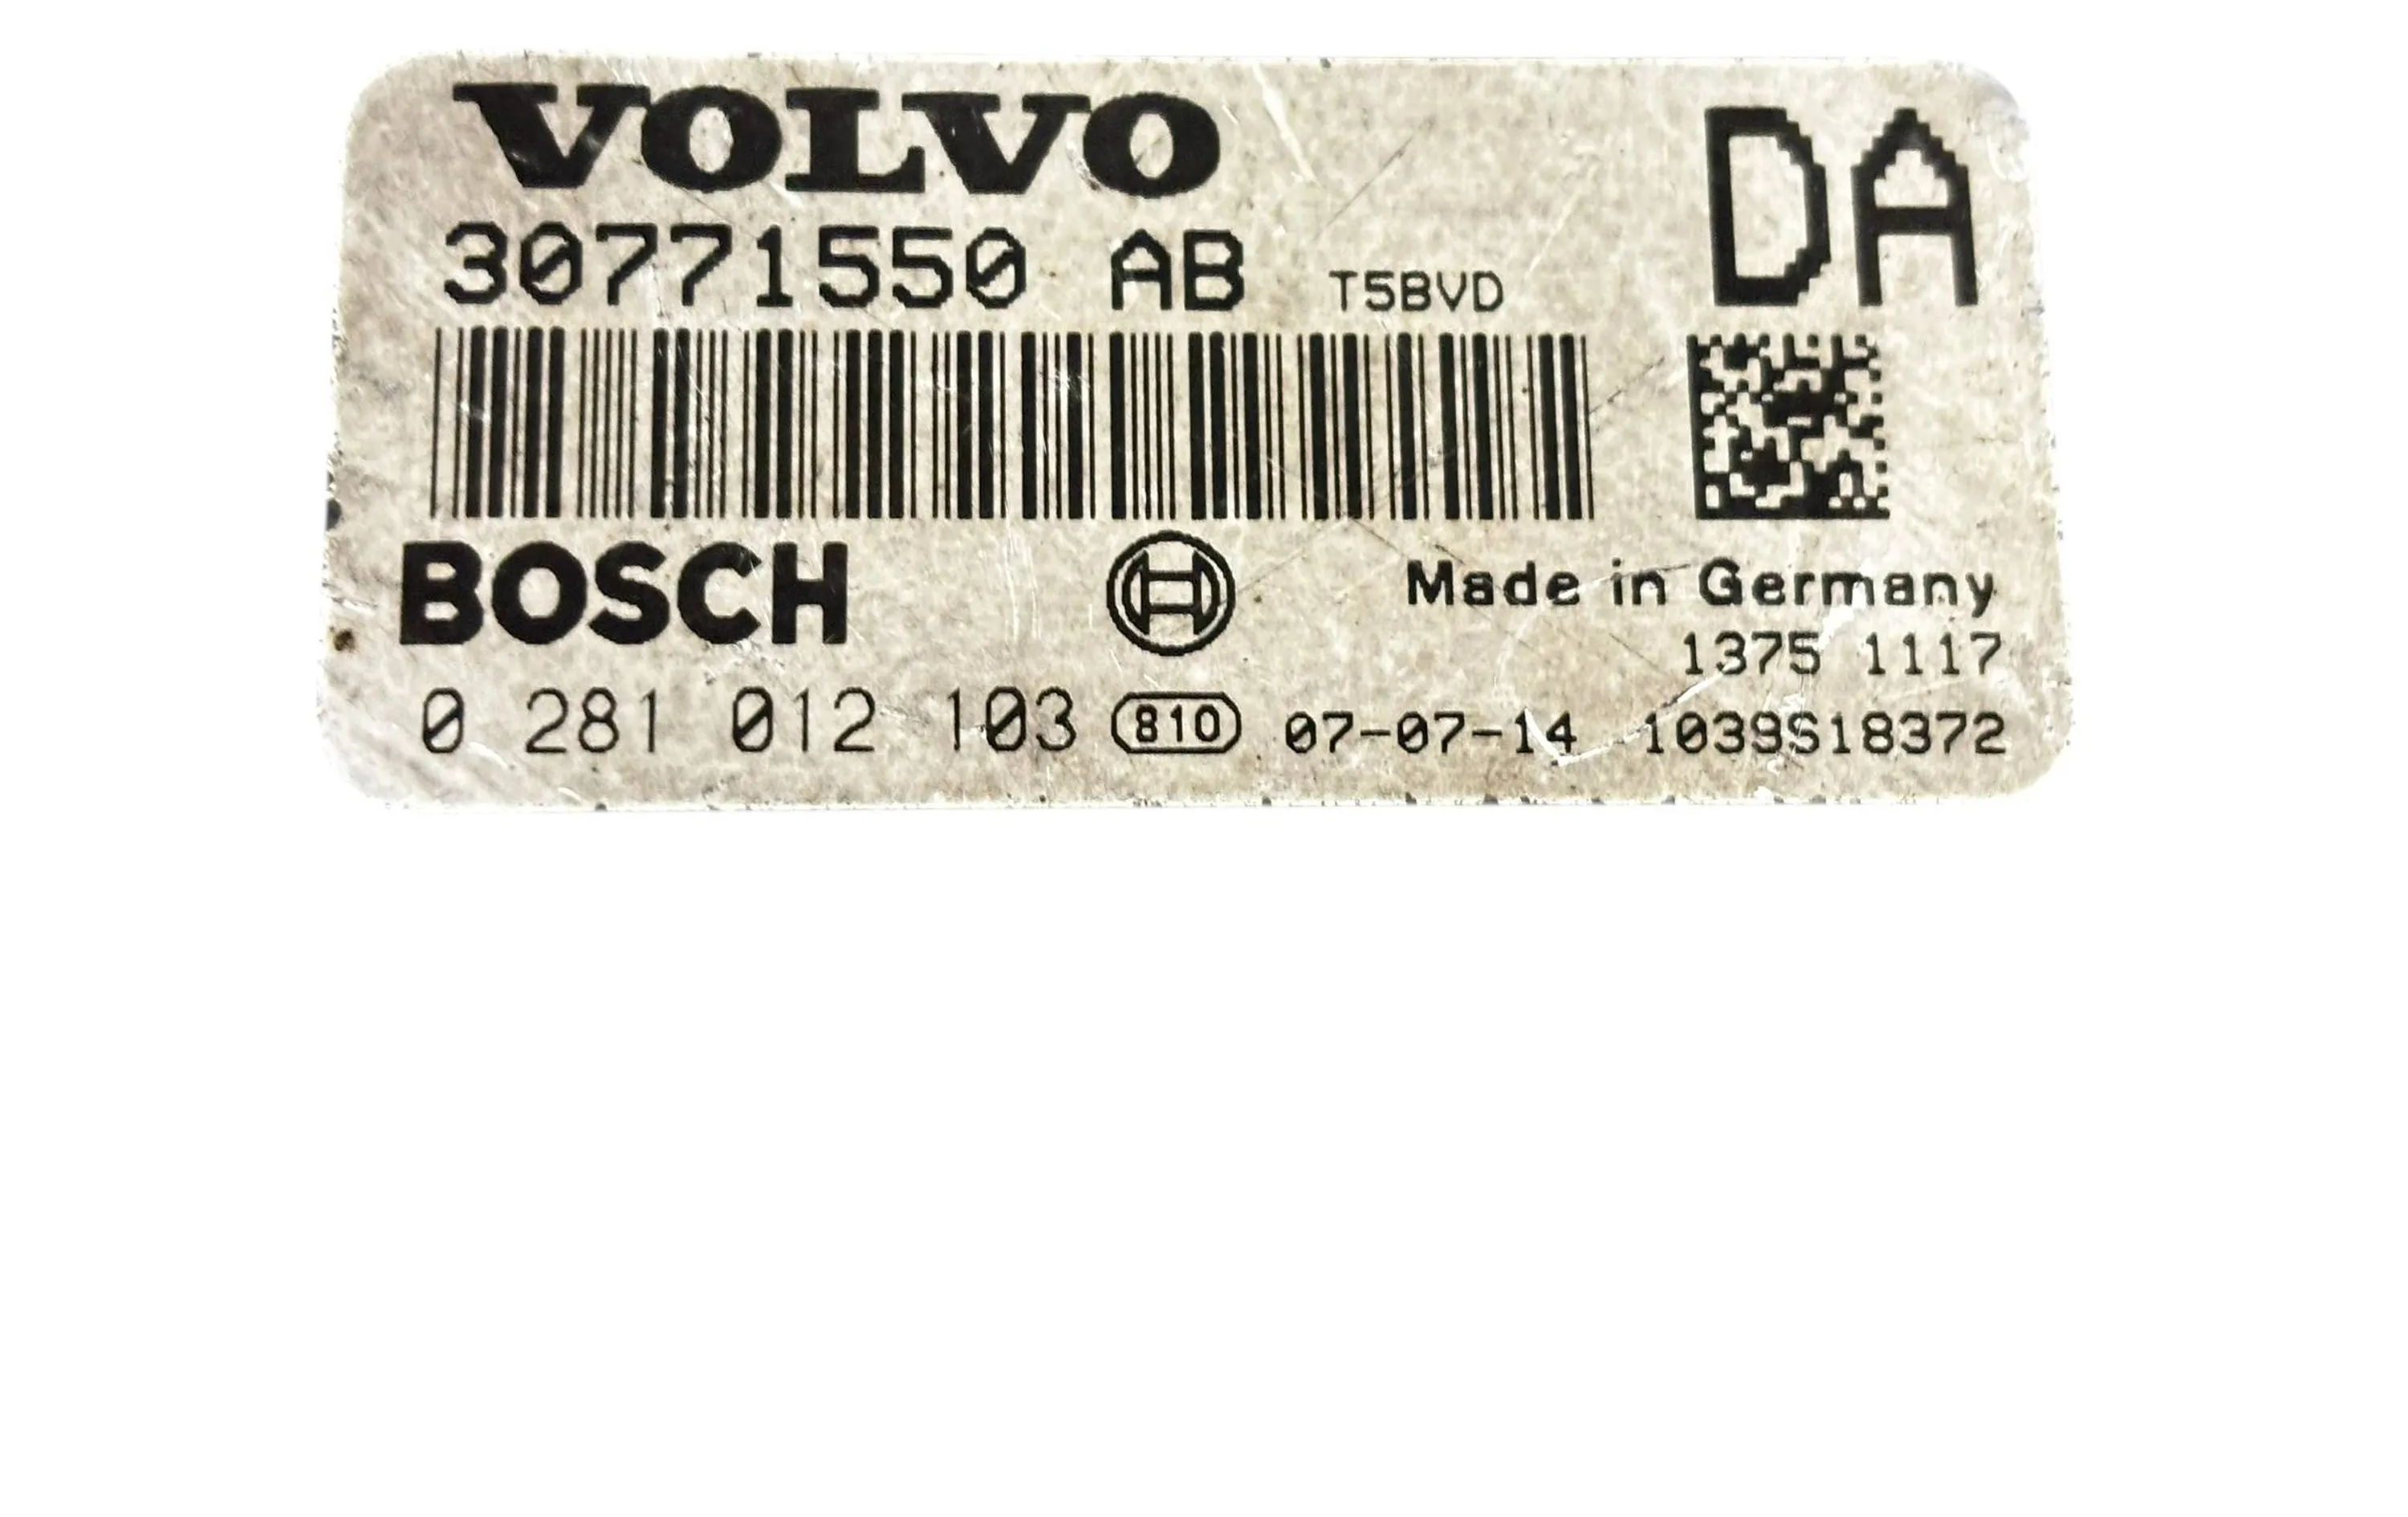 VOLVO
DA
30771550 AB T5BVD
BOSCH
Made in Germany
1375 1117
0 281 012 103 810 07-07-14 1039S18372